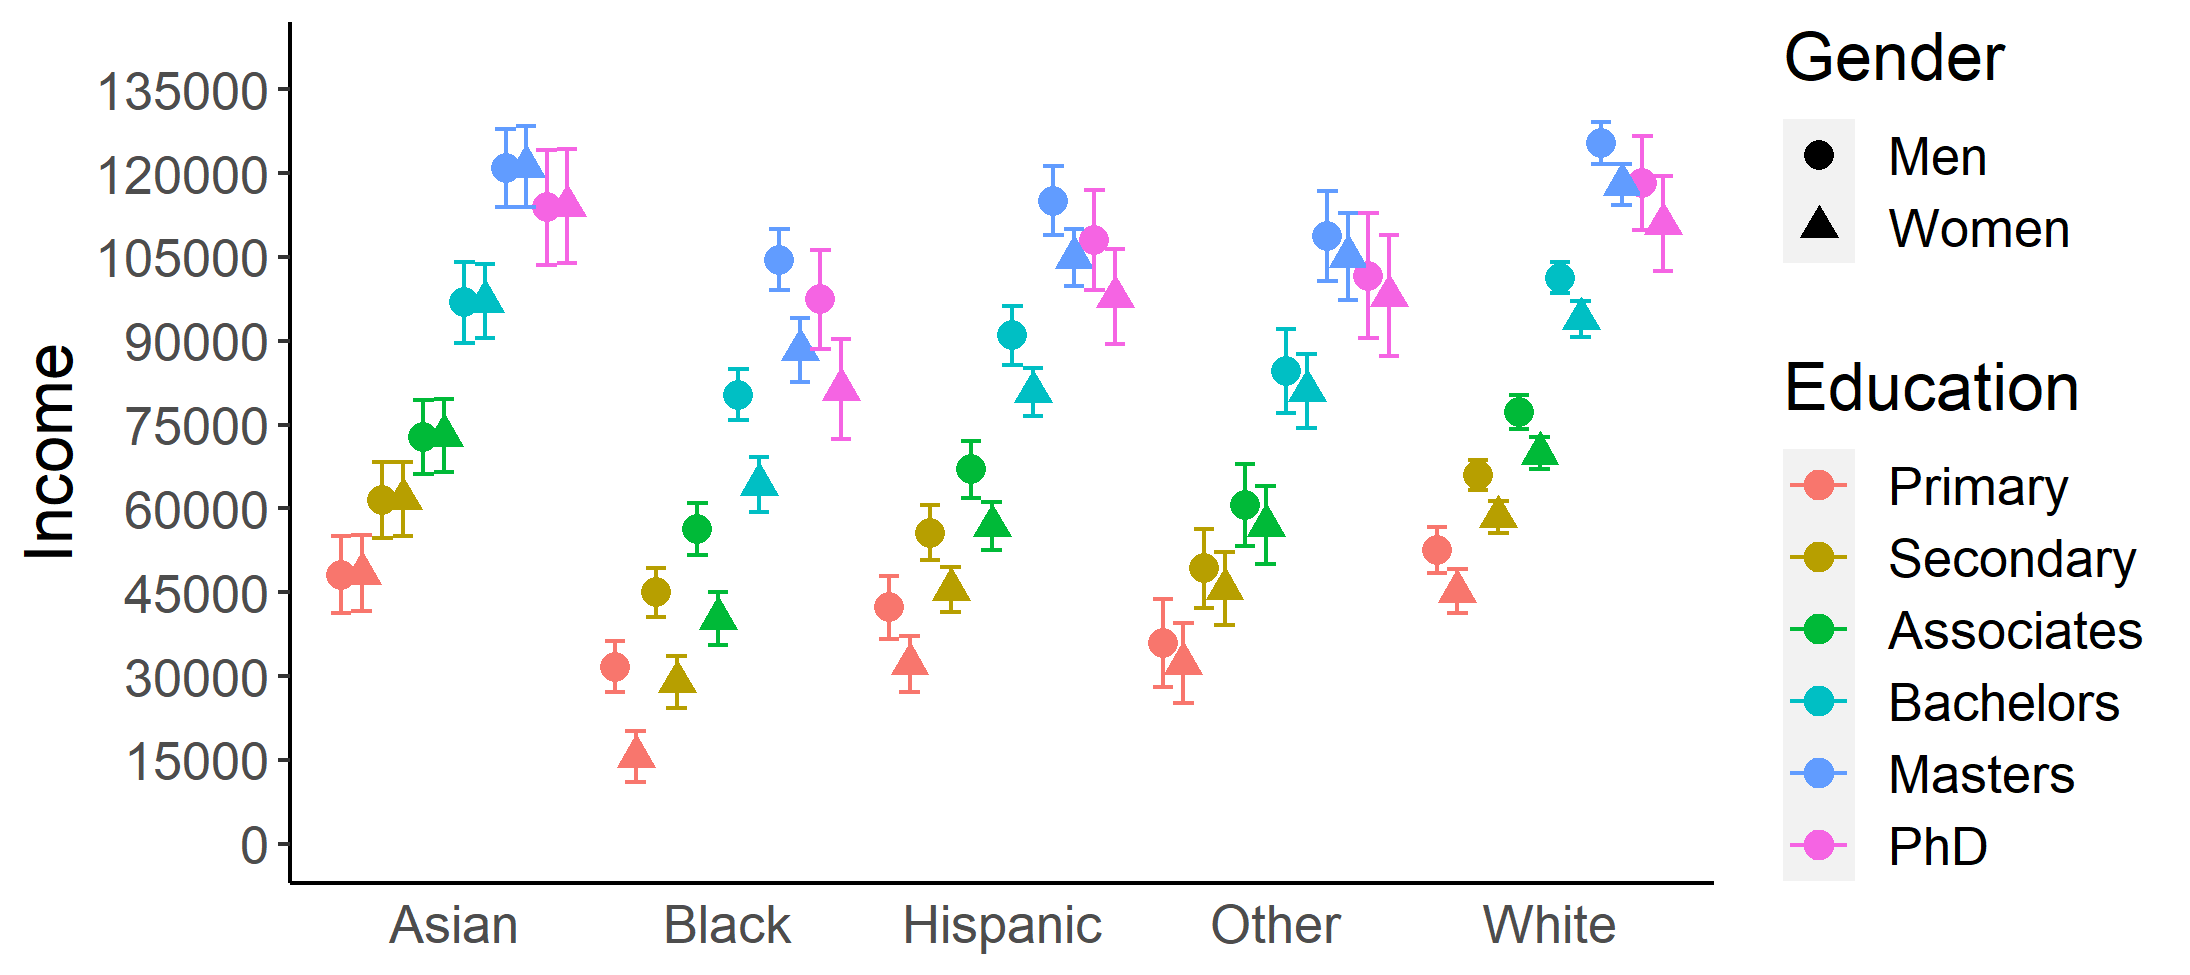 Income
135000
120000
105000
90000
75000
60000
45000
30000
15000
0
Asian
Black
Hispanic
Other
White
Gender
Men
Women
Education
Primary
Secondary
Associates
Bachelors
Masters
PhD